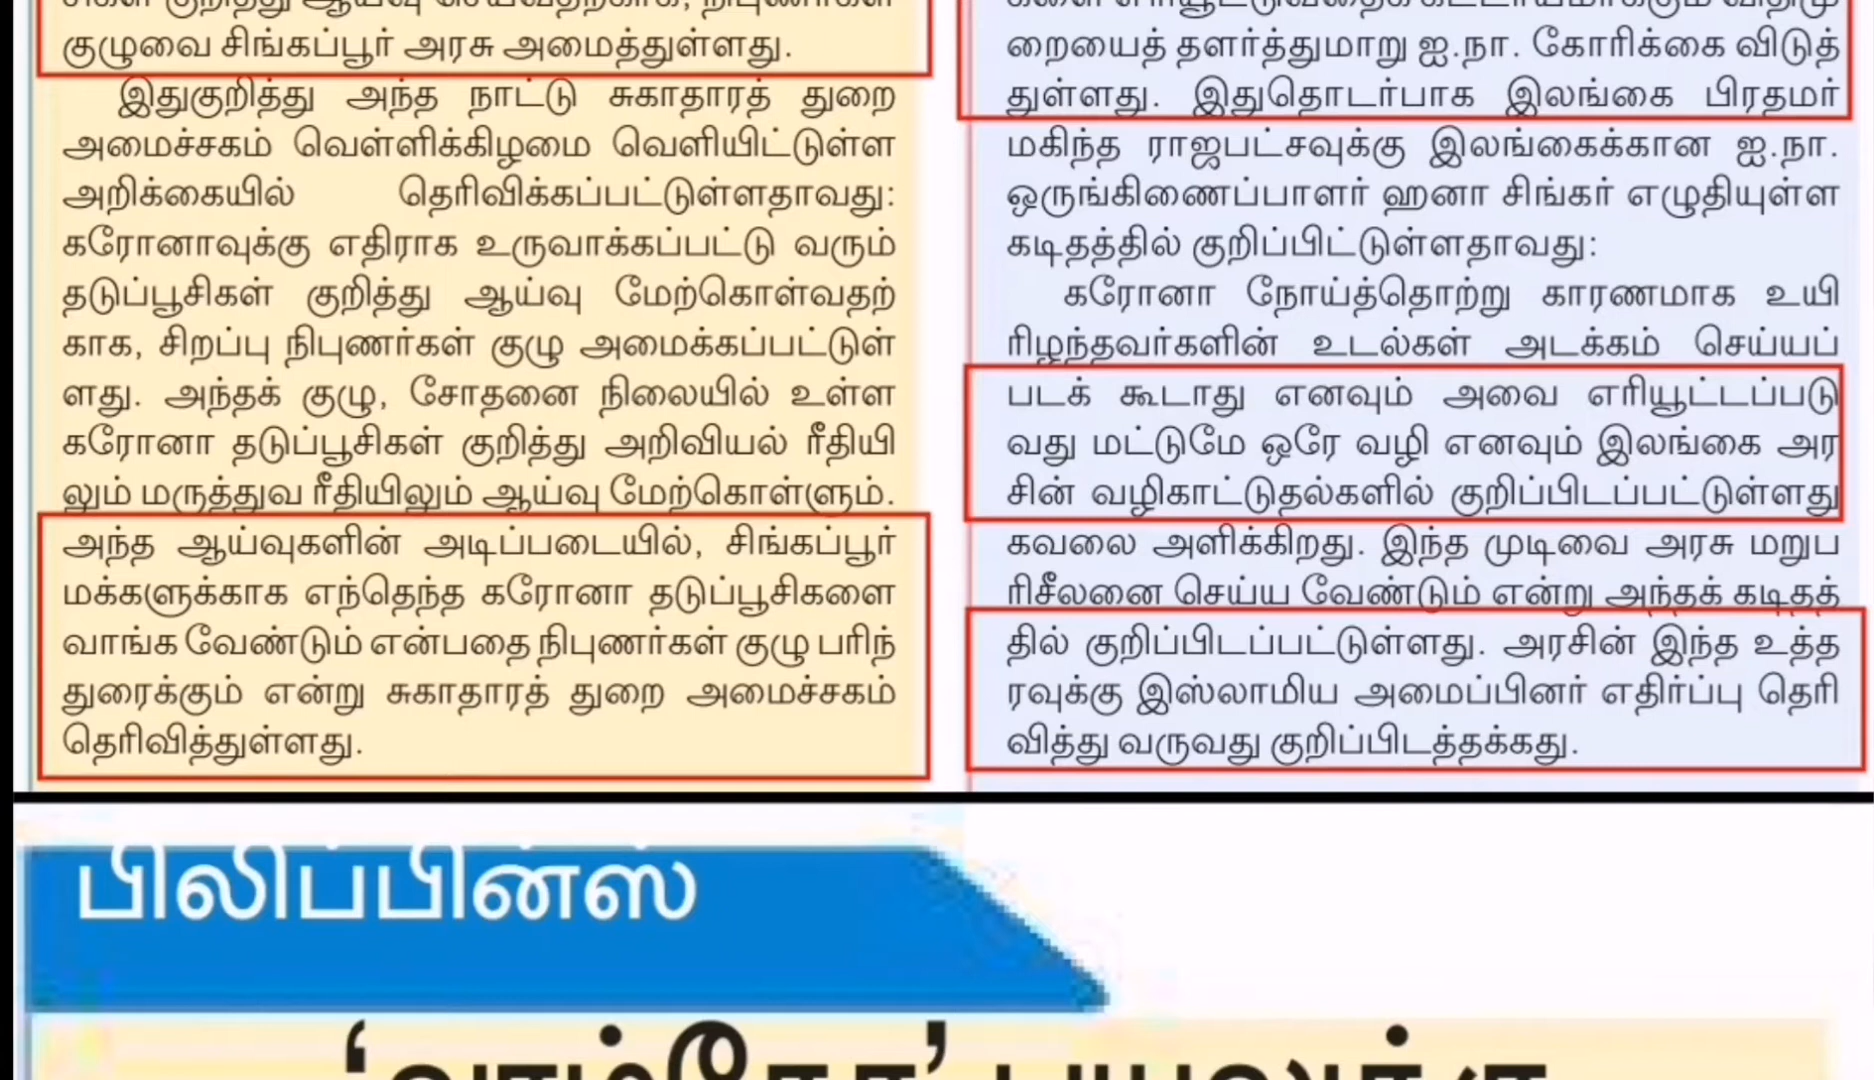 குழுவை சிங்கப்பூர் அரசு அமைத்துள்ளது.
இதுகுறித்து அந்த நாட்டு சுகாதாரத் துறை
அமைச்சகம் வெள்ளிக்கிழமை வெளியிட்டுள்ள
அறிக்கையில் தெரிவிக்கப்பட்டுள்ளதாவது:
கரோனாவுக்கு எதிராக உருவாக்கப்பட்டு வரும்
தடுப்பூசிகள் குறித்து ஆய்வு மேற்கொள்வதற்
காக, சிறப்பு நிபுணர்கள் குழு அமைக்கப்பட்டுள்
ளது. அந்தக் குழு, சோதனை நிலையில் உள்ள
கரோனா தடுப்பூசிகள் குறித்து அறிவியல் ரீதியி
லும் மருத்துவ ரீதியிலும் ஆய்வு மேற்கொள்ளும்.
அந்த ஆய்வுகளின் அடிப்படையில், சிங்கப்பூர்
மக்களுக்காக எந்தெந்த கரோனா தடுப்பூசிகளை
வாங்க வேண்டும் என்பதை நிபுணர்கள் குழு பரிந்
துரைக்கும் என்று சுகாதாரத் துறை அமைச்சகம்
தெரிவித்துள்ளது.
றையைத் தளர்த்துமாறு ஐ.நா. கோரிக்கை விடுத்
துள்ளது. இதுதொடர்பாக இலங்கை பிரதமர்
மகிந்த ராஜபட்சவுக்கு இலங்கைக்கான ஐ.நா.
ஒருங்கிணைப்பாளர் ஹனா சிங்கர் எழுதியுள்ள
கடிதத்தில் குறிப்பிட்டுள்ளதாவது:
கரோனா நோய்த்தொற்று காரணமாக உயி
ரிழந்தவர்களின் உடல்கள் அடக்கம் செய்யப்
படக் கூடாது எனவும் அவை எரியூட்டப்படு
வது மட்டுமே ஒரே வழி எனவும் இலங்கை அர
சின் வழிகாட்டுதல்களில் குறிப்பிடப்பட்டுள்ளது
கவலை அளிக்கிறது. இந்த முடிவை அரசு மறுப
ரிசீலனை செய்ய வேண்டும் என்று அந்தக் கடிதத்
தில் குறிப்பிடப்பட்டுள்ளது. அரசின் இந்த உத்த
ரவுக்கு இஸ்லாமிய அமைப்பினர் எதிர்ப்பு தெரி
வித்து வருவது குறிப்பிடத்தக்கது.
பிலிப்பின்ஸ்